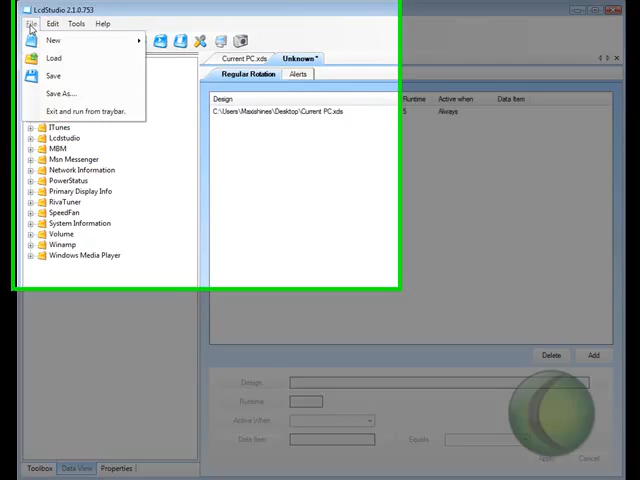 LcdStudio 2.1.0.753
File Edit Tools Help
New
Load
Save
Save As....
Exit and run from traybar.
ITunes
Lcdstudio
MBM
Msn Messenger
Network Information
PowerStatus
Primary Display Info
RivaTuner
SpeedFan
System Information
Volume
Winamp
Windows Media Player
Current PC.xds Unknown *
Regular Rotation Alerts
Design Runtime Active when Data Item
C:\Users\Maxishines\Desktop\Current PC.xds 5 Always
Delete Add
Design:
Runtime:
Active When:
Data Item: Equals
Apply Cancel
Toolbox Data View Properties